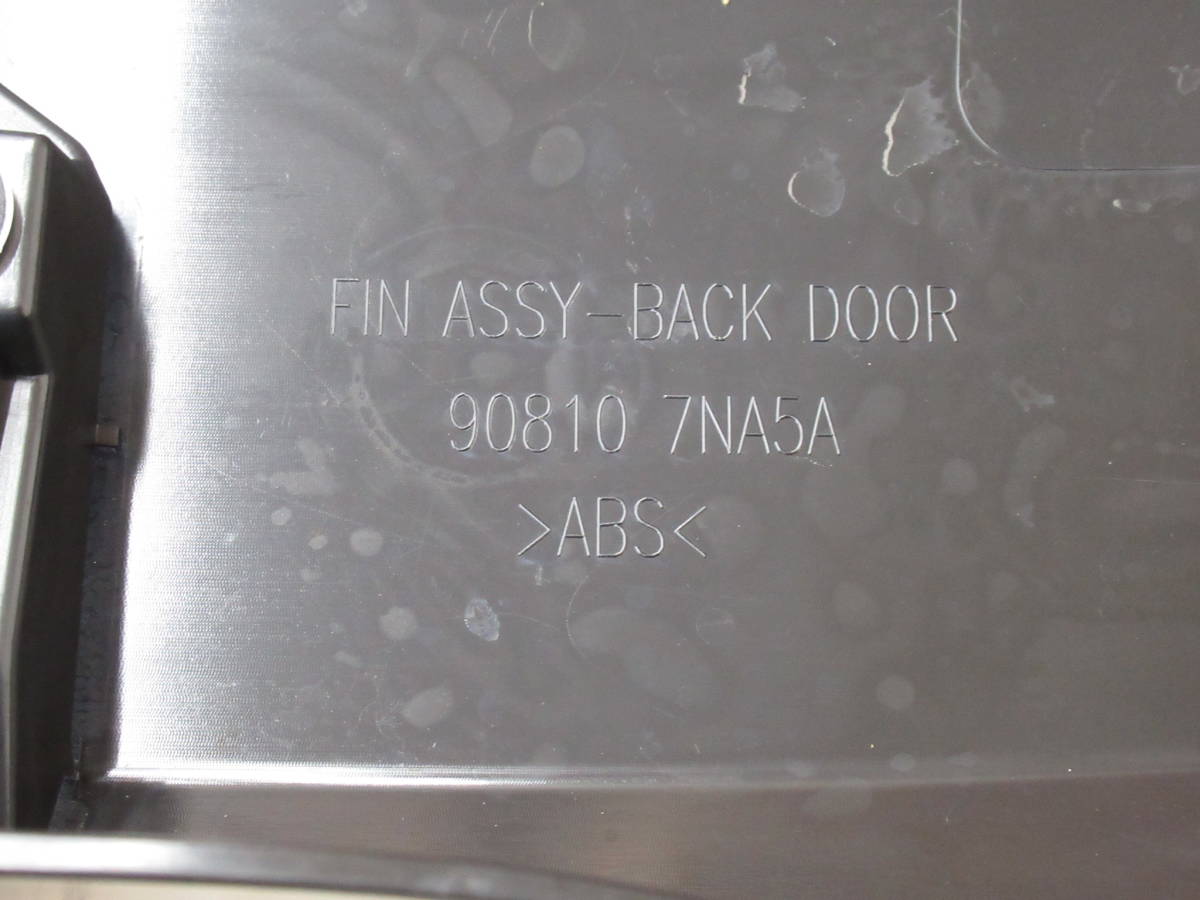 FIN ASSY-BACK DOOR
90810 7NA5A
>ABS<